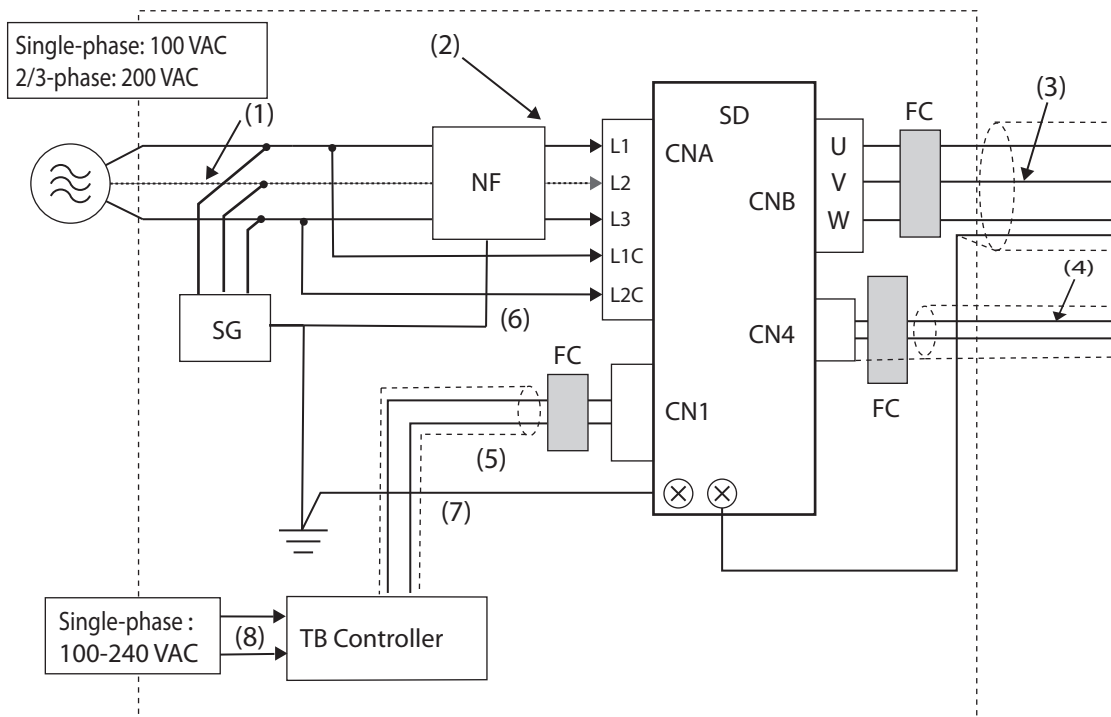 Single-phase: 100 VAC
2/3-phase: 200 VAC
(1)
(2)
(3)
NF
L1
L2
L3
L1C
L2C
SD
CNA
CNB
U
V
W
FC
(4)
SG
(6)
CN4
FC
FC
CN1
(5)
(7)
Single-phase :
100-240 VAC
(8)
TB Controller